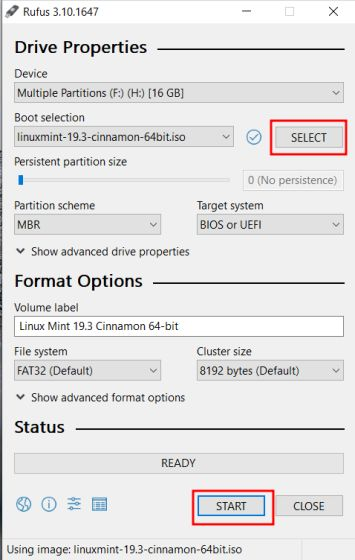 Rufus 3.10.1647
Drive Properties
Device
Multiple Partitions (F:) (H:) [16 GB]
Boot selection
linuxmint-19.3-cinnamon-64bit.iso
SELECT
Persistent partition size
0 (No persistence)
Partition scheme
Target system
MBR
BIOS or UEFI
Show advanced drive properties
Format Options
Volume label
Linux Mint 19.3 Cinnamon 64-bit
File system
Cluster size
FAT32 (Default)
8192 bytes (Default)
Show advanced format options
Status
READY
START
CLOSE
Using image: linuxmint-19.3-cinnamon-64bit.iso